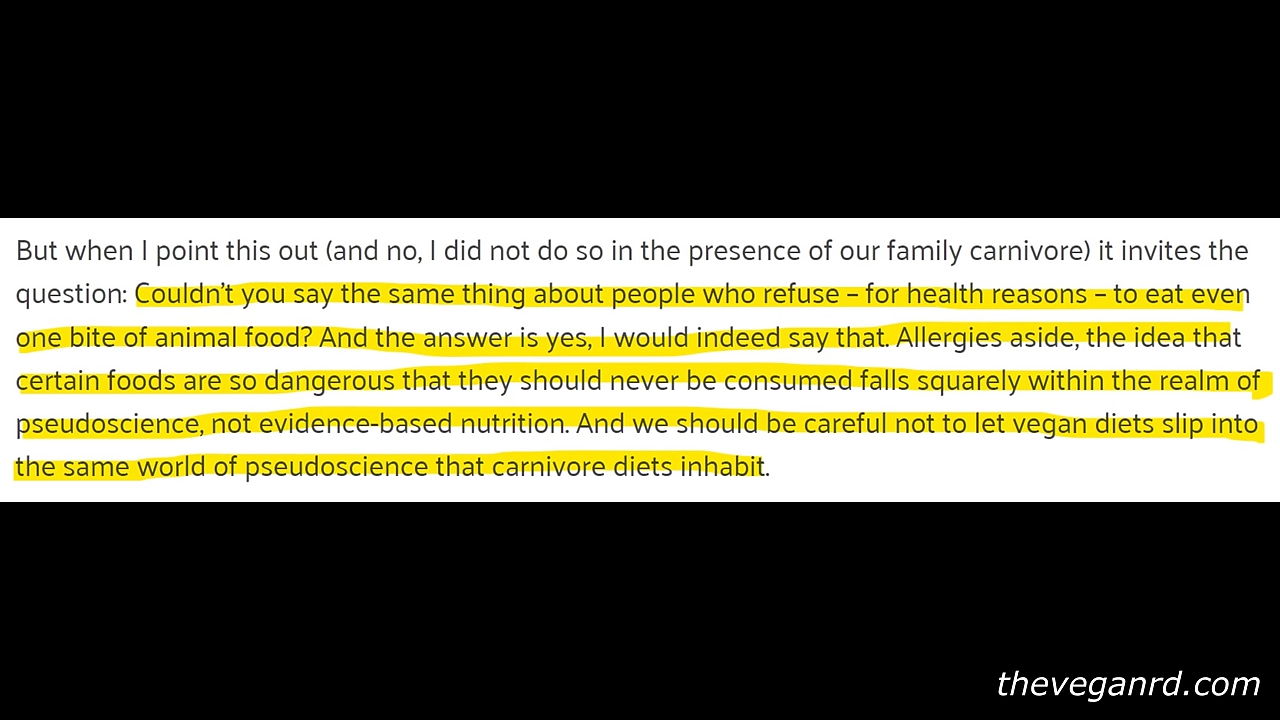 But when I point this out (and no, I did not do so in the presence of our family carnivore) it invites the
question: Couldn’t you say the same thing about people who refuse – for health reasons – to eat even
one bite of animal food? And the answer is yes, I would indeed say that. Allergies aside, the idea that
certain foods are so dangerous that they should never be consumed falls squarely within the realm of
pseudoscience, not evidence-based nutrition. And we should be careful not to let vegan diets slip into
the same world of pseudoscience that carnivore diets inhabit.
theveganrd.com